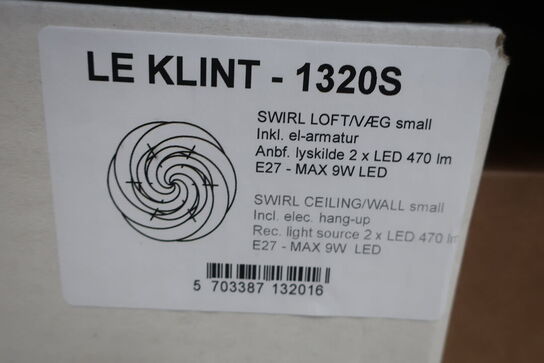 LE KLINT - 1320S
SWIRL LOFT/VÆG small
Inkl. el-armatur
Anbf. lyskilde 2 x LED 470 lm
E27 - MAX 9W LED
SWIRL CEILING/WALL small
Incl. elec. hang-up
Rec. light source 2 x LED 470 lm
E27 - MAX 9W LED
5 703387 132016